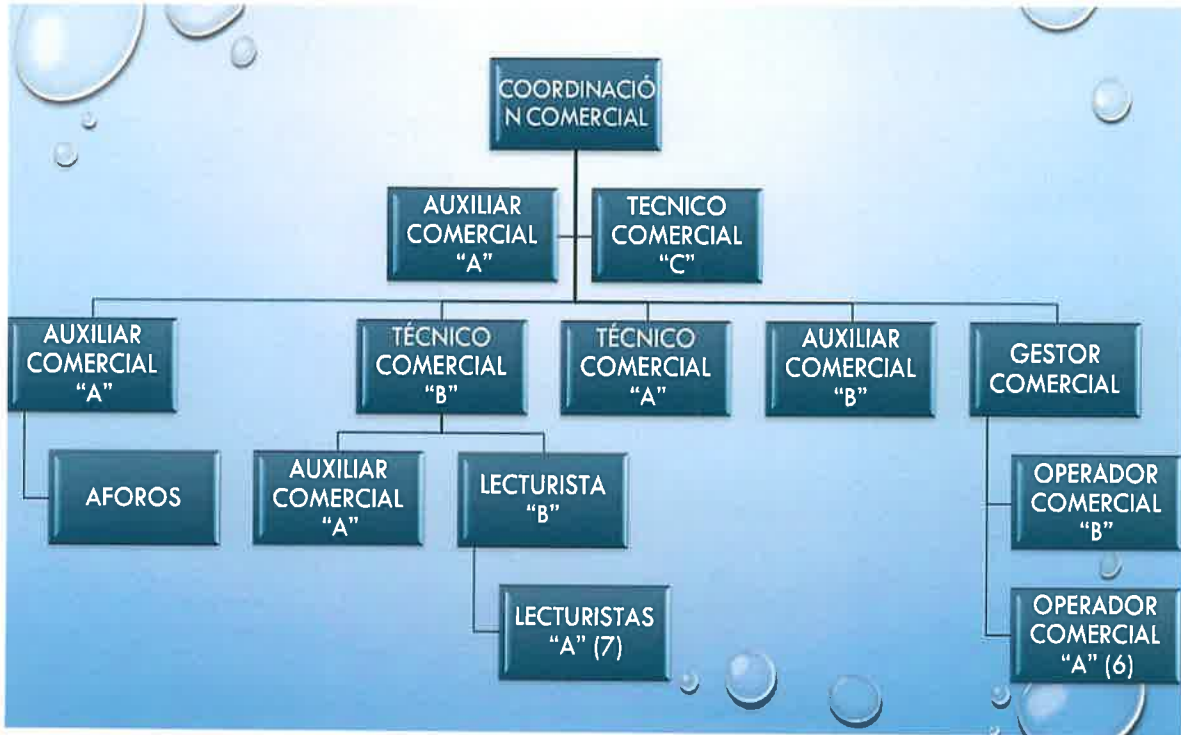 COORDINACIÓ
N COMERCIAL
AUXILIAR
COMERCIAL
“A”
TECNICO
COMERCIAL
“C”
AUXILIAR
COMERCIAL
“A”
TÉCNICO
COMERCIAL
“B”
TÉCNICO
COMERCIAL
“A”
AUXILIAR
COMERCIAL
“B”
GESTOR
COMERCIAL
AFOROS
AUXILIAR
COMERCIAL
“A”
LECTURISTA
“B”
OPERADOR
COMERCIAL
“B”
LECTURISTAS
“A” (7)
OPERADOR
COMERCIAL
“A” (6)